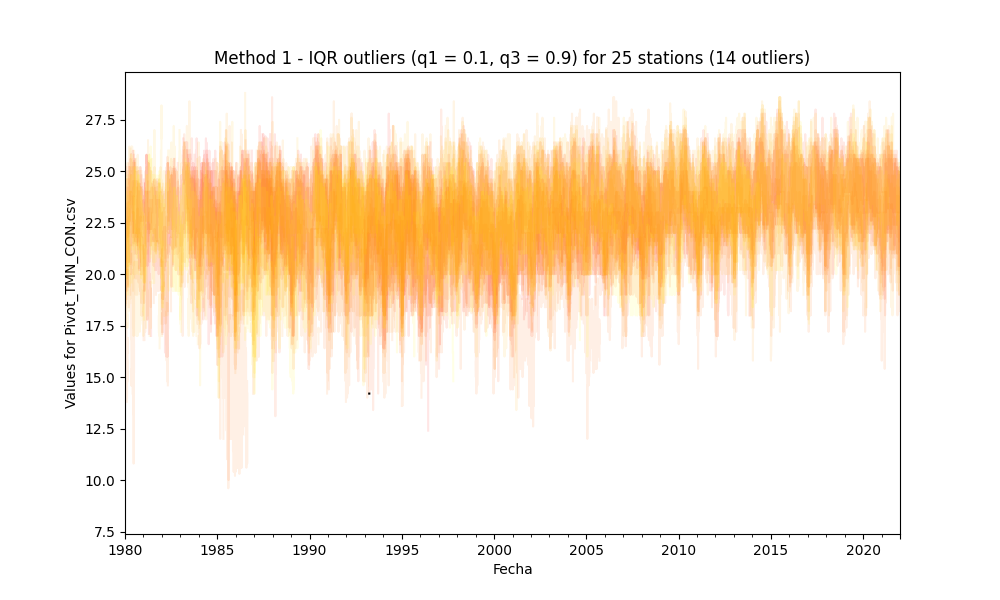 Method 1 - IQR outliers (q1 = 0.1, q3 = 0.9) for 25 stations (14 outliers)
Values for Pivot_TMN_CON.csv
27.5
25.0
22.5
20.0
17.5
15.0
12.5
10.0
7.5
1980 1985 1990 1995 2000 2005 2010 2015 2020
Fecha